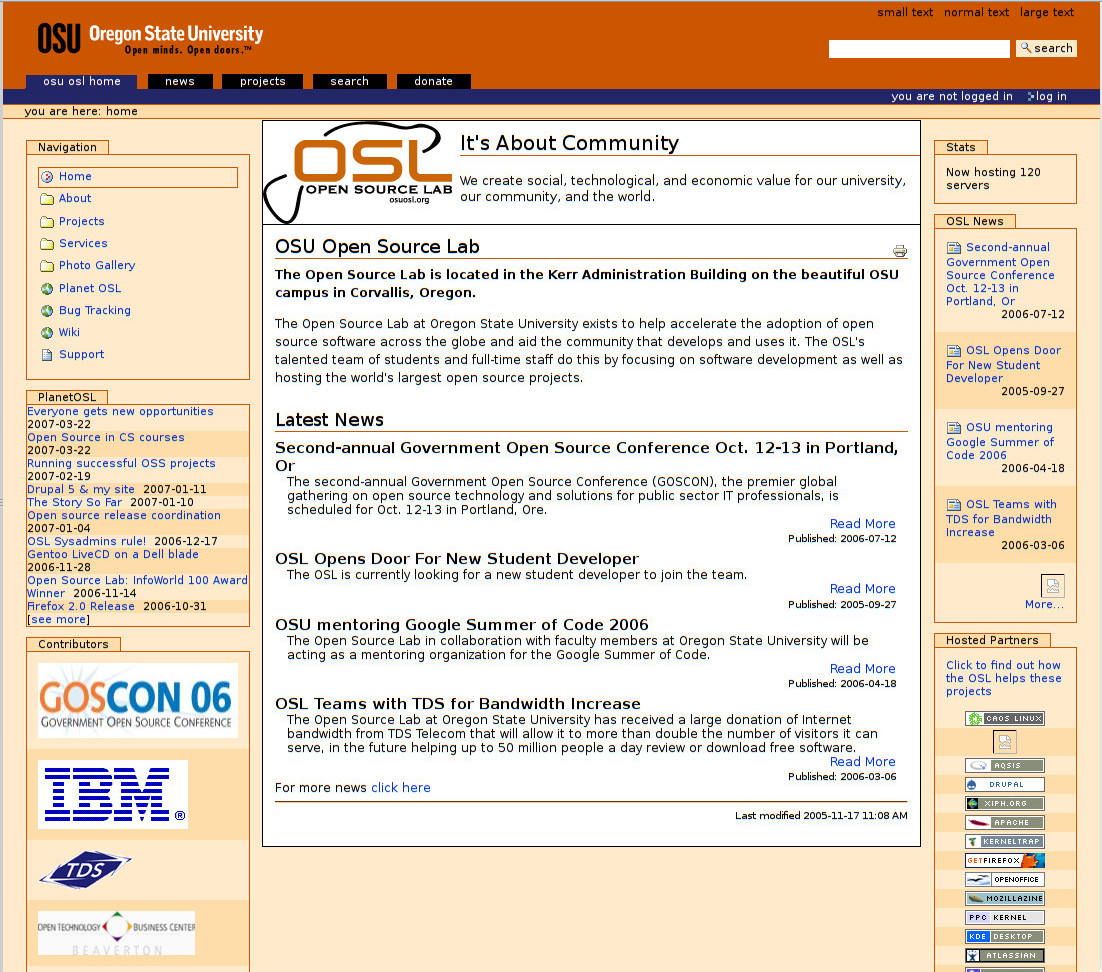 small text normal text large text
OSU Oregon State University
Open minds. Open doors.™
search
osu osl home news projects search donate
you are not logged in log in
you are here: home
Navigation
Home
About
Projects
Services
Photo Gallery
Planet OSL
Bug Tracking
Wiki
Support
PlanetOSL
Everyone gets new opportunities
2007-03-22
Open Source in CS courses
2007-03-22
Running successful OSS projects
2007-02-19
Drupal 5 & my site 2007-01-11
The Story So Far 2007-01-10
Open source release coordination
2007-01-04
OSL Sysadmins rule! 2006-12-17
Gentoo LiveCD on a Dell blade
2006-11-28
Open Source Lab: InfoWorld 100 Award
Winner 2006-11-14
Firefox 2.0 Release 2006-10-31
[see more]
Contributors
GOSCON 06
GOVERNMENT OPEN SOURCE CONFERENCE
IBM®
TDS
OPEN TECHNOLOGY BUSINESS CENTER
BEAVERTON
OSL
OPEN SOURCE LAB
osuosl.org
It's About Community
We create social, technological, and economic value for our university,
our community, and the world.
OSU Open Source Lab
The Open Source Lab is located in the Kerr Administration Building on the beautiful OSU
campus in Corvallis, Oregon.
The Open Source Lab at Oregon State University exists to help accelerate the adoption of open
source software across the globe and aid the community that develops and uses it. The OSL's
talented team of students and full-time staff do this by focusing on software development as well as
hosting the world's largest open source projects.
Latest News
Second-annual Government Open Source Conference Oct. 12-13 in Portland,
Or
The second-annual Government Open Source Conference (GOSCON), the premier global
gathering on open source technology and solutions for public sector IT professionals, is
scheduled for Oct. 12-13 in Portland, Ore.
Read More
Published: 2006-07-12
OSL Opens Door For New Student Developer
The OSL is currently looking for a new student developer to join the team.
Read More
Published: 2005-09-27
OSU mentoring Google Summer of Code 2006
The Open Source Lab in collaboration with faculty members at Oregon State University will be
acting as a mentoring organization for the Google Summer of Code.
Read More
Published: 2006-04-18
OSL Teams with TDS for Bandwidth Increase
The Open Source Lab at Oregon State University has received a large donation of Internet
bandwidth from TDS Telecom that will allow it to more than double the number of visitors it can
serve, in the future helping up to 50 million people a day review or download free software.
Read More
Published: 2006-03-06
For more news click here
Last modified 2005-11-17 11:08 AM
Stats
Now hosting 120
servers
OSL News
Second-annual
Government Open
Source Conference
Oct. 12-13 in
Portland, Or
2006-07-12
OSL Opens Door
For New Student
Developer
2005-09-27
OSU mentoring
Google Summer of
Code 2006
2006-04-18
OSL Teams with
TDS for Bandwidth
Increase
2006-03-06
More...
Hosted Partners
Click to find out how
the OSL helps these
projects
CAOS LINUX
AQSIS
DRUPAL
XIPH.ORG
APACHE
KERNELTRAP
GETFIREFOX
OPENOFFICE
MOZILLAZINE
PPC KERNEL
KDE DESKTOP
ATLASSIAN